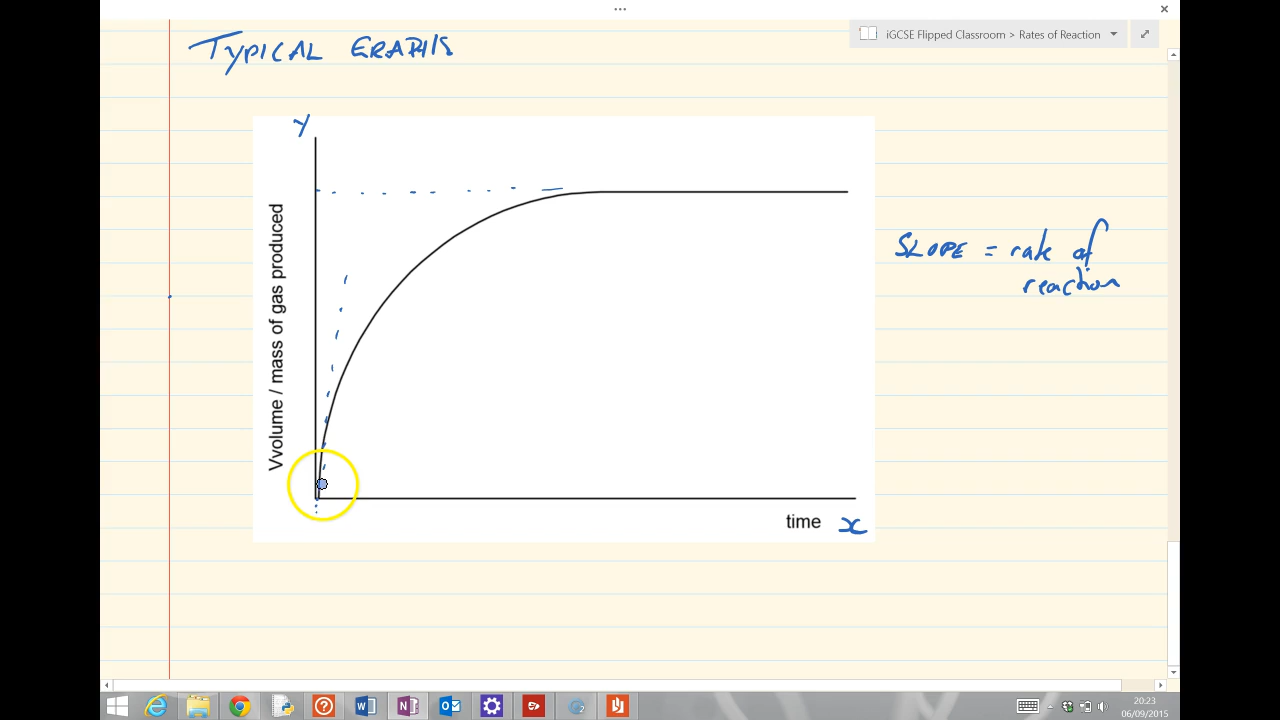 ...
iGCSE Flipped Classroom > Rates of Reaction
TYPICAL GRAPHS
y
Vvolume / mass of gas produced
SLOPE = rate of
reaction
time x
20:23
06/09/2015